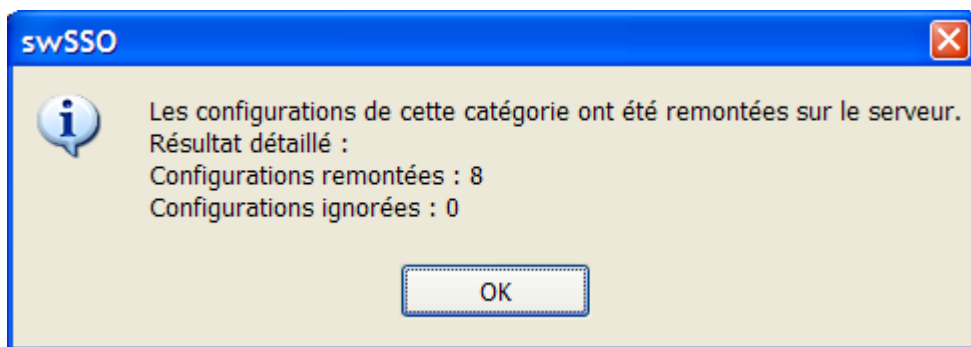 swSSO
Les configurations de cette catégorie ont été remontées sur le serveur.
Résultat détaillé :
Configurations remontées : 8
Configurations ignorées : 0
OK